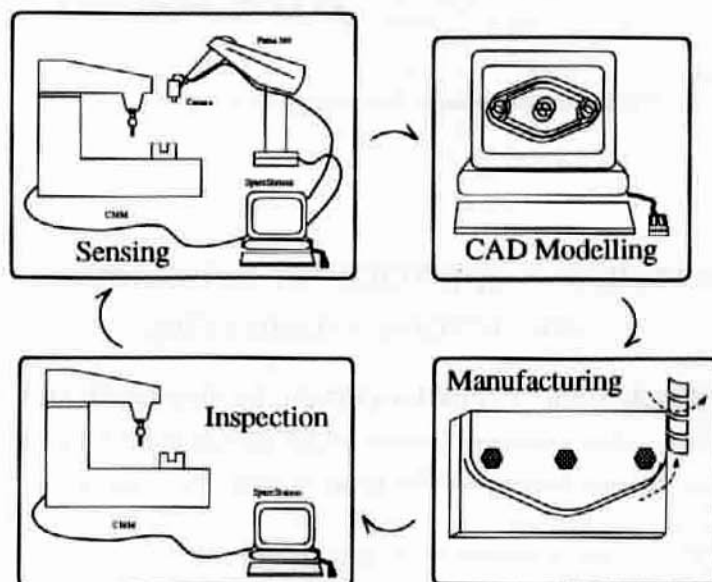 Puma 560
Camera
SparcStation
CMM
Sensing
CAD Modelling
Manufacturing
Inspection
SparcStation
CMM